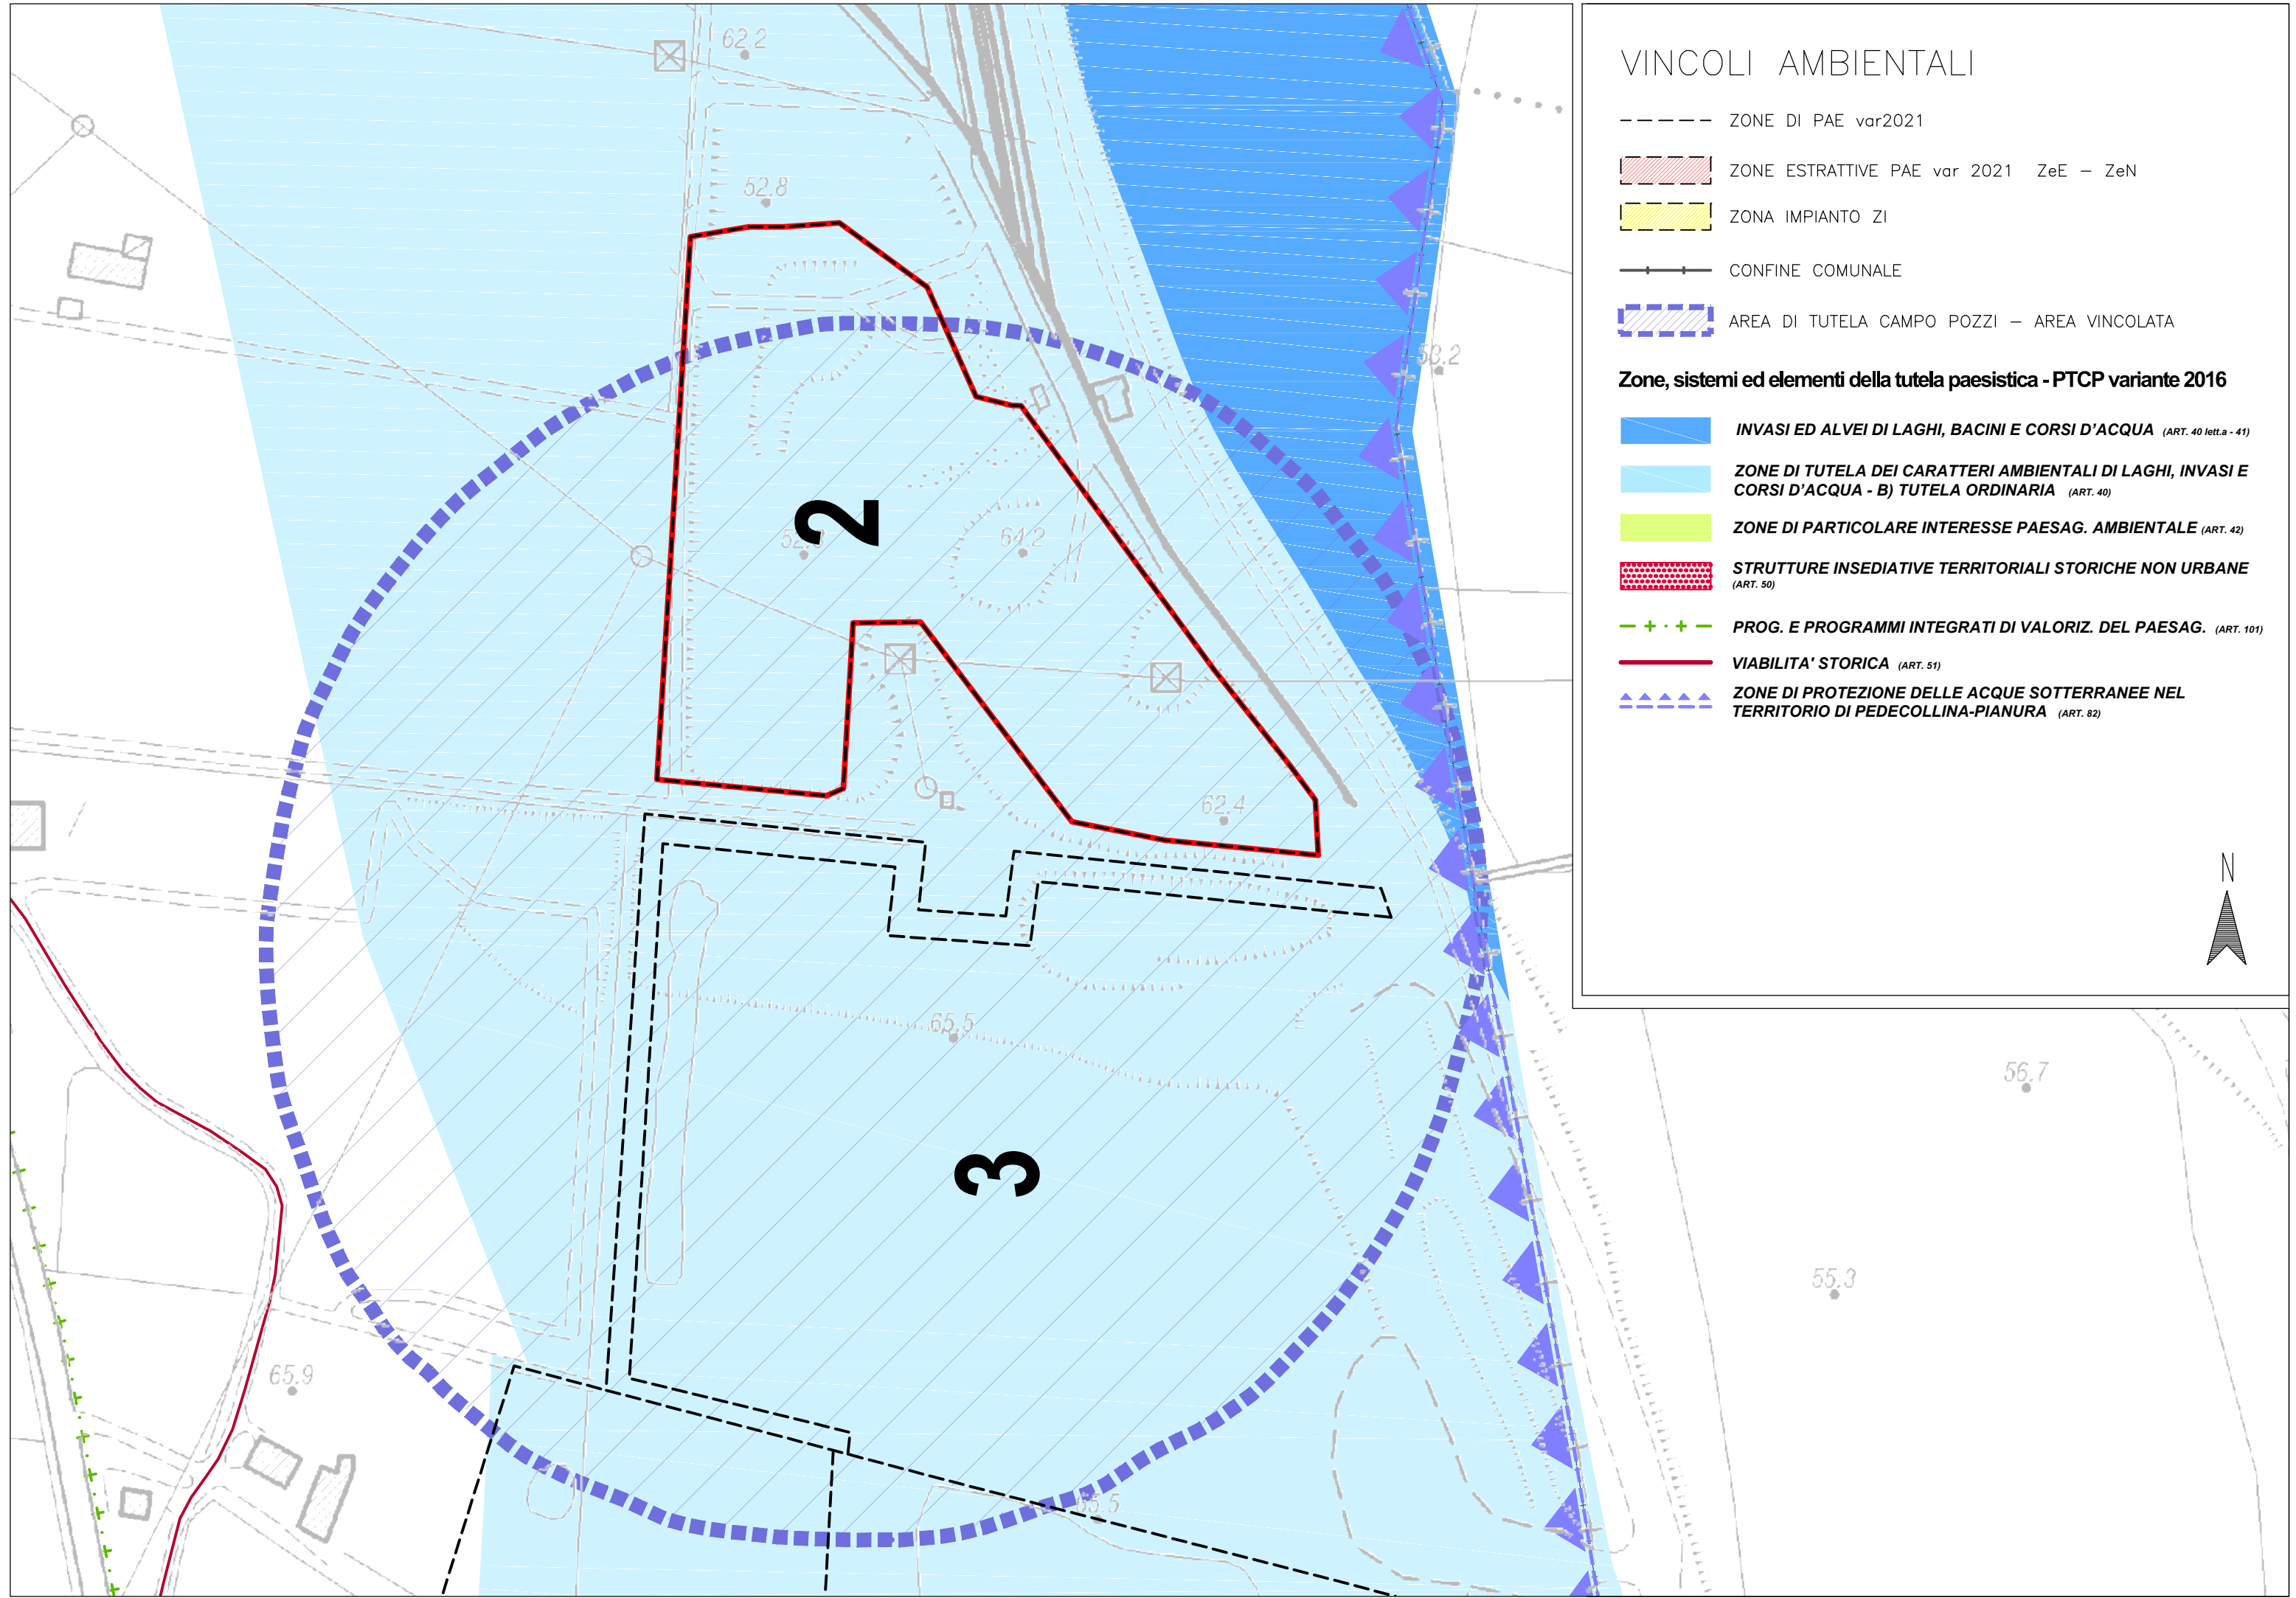 62.2
52.8
53.2
2
64.2
62.4
65.5
3
65.9
65.5
56.7
55.3
VINCOLI AMBIENTALI
ZONE DI PAE var2021
ZONE ESTRATTIVE PAE var 2021 ZeE – ZeN
ZONA IMPIANTO ZI
CONFINE COMUNALE
AREA DI TUTELA CAMPO POZZI – AREA VINCOLATA
Zone, sistemi ed elementi della tutela paesistica - PTCP variante 2016
INVASI ED ALVEI DI LAGHI, BACINI E CORSI D'ACQUA (ART. 40 lett.a - 41)
ZONE DI TUTELA DEI CARATTERI AMBIENTALI DI LAGHI, INVASI E
CORSI D'ACQUA - B) TUTELA ORDINARIA (ART. 40)
ZONE DI PARTICOLARE INTERESSE PAESAG. AMBIENTALE (ART. 42)
STRUTTURE INSEDIATIVE TERRITORIALI STORICHE NON URBANE
(ART. 50)
PROG. E PROGRAMMI INTEGRATI DI VALORIZ. DEL PAESAG. (ART. 101)
VIABILITA' STORICA (ART. 51)
ZONE DI PROTEZIONE DELLE ACQUE SOTTERRANEE NEL
TERRITORIO DI PEDECOLLINA-PIANURA (ART. 82)
N